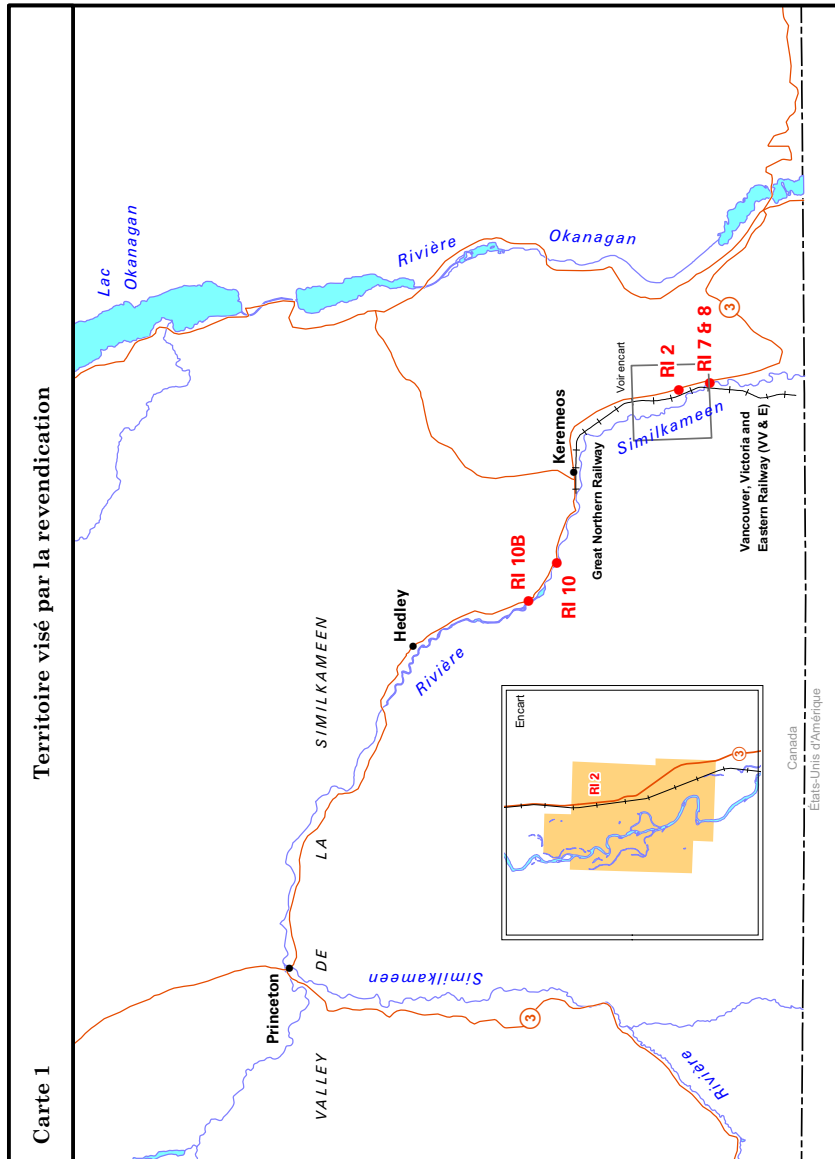 Carte 1
Territoire visé par la revendication
Lac
Okanagan
Rivière
Okanagan
Princeton
VALLEY
DE
LA
SIMILKAMEEN
Hedley
Rivière
RI 10B
RI 10
Keremeos
Great Northern Railway
Voir encart
RI 2
RI 7 & 8
3
Similkameen
Vancouver, Victoria and
Eastern Railway (VV & E)
Similkameen
3
Rivière
Encart
RI 2
3
Canada
États-Unis d'Amérique